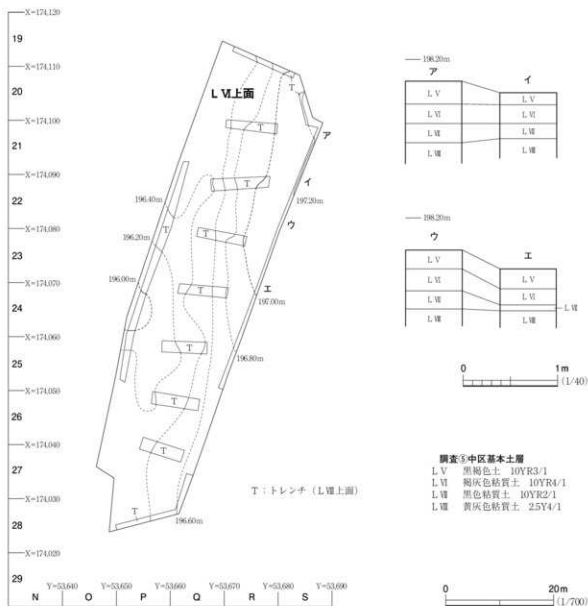 X=174,120
19
X=174,110
20
X=174,100
21
X=174,090
22
X=174,080
23
X=174,070
24
X=174,060
25
X=174,050
26
X=174,040
27
X=174,030
28
X=174,020
29
Y=53,640
Y=53,650
Y=53,660
Y=53,670
Y=53,680
Y=53,690
N
O
P
Q
R
S
LⅥ上面
T
ア
T
イ
T
197.20m
ウ
196.40m
T
T
196.20m
エ
196.00m
T
197.00m
T
196.80m
T
T
T:トレンチ(LⅧ上面)
T
196.60m
198.20m
ア
イ
LⅤ
LⅤ
LⅥ
LⅥ
LⅦ
LⅦ
LⅧ
LⅧ
198.20m
ウ
エ
LⅤ
LⅤ
LⅥ
LⅥ
LⅦ
LⅦ
LⅧ
LⅧ
0
1m
(1/40)
調査⑤中区基本土層
LⅤ 黒褐色土 10YR3/1
LⅥ 褐灰色粘質土 10YR4/1
LⅦ 黒色粘質土 10YR2/1
LⅧ 黄灰色粘質土 2.5Y4/1
0
20m
(1/700)